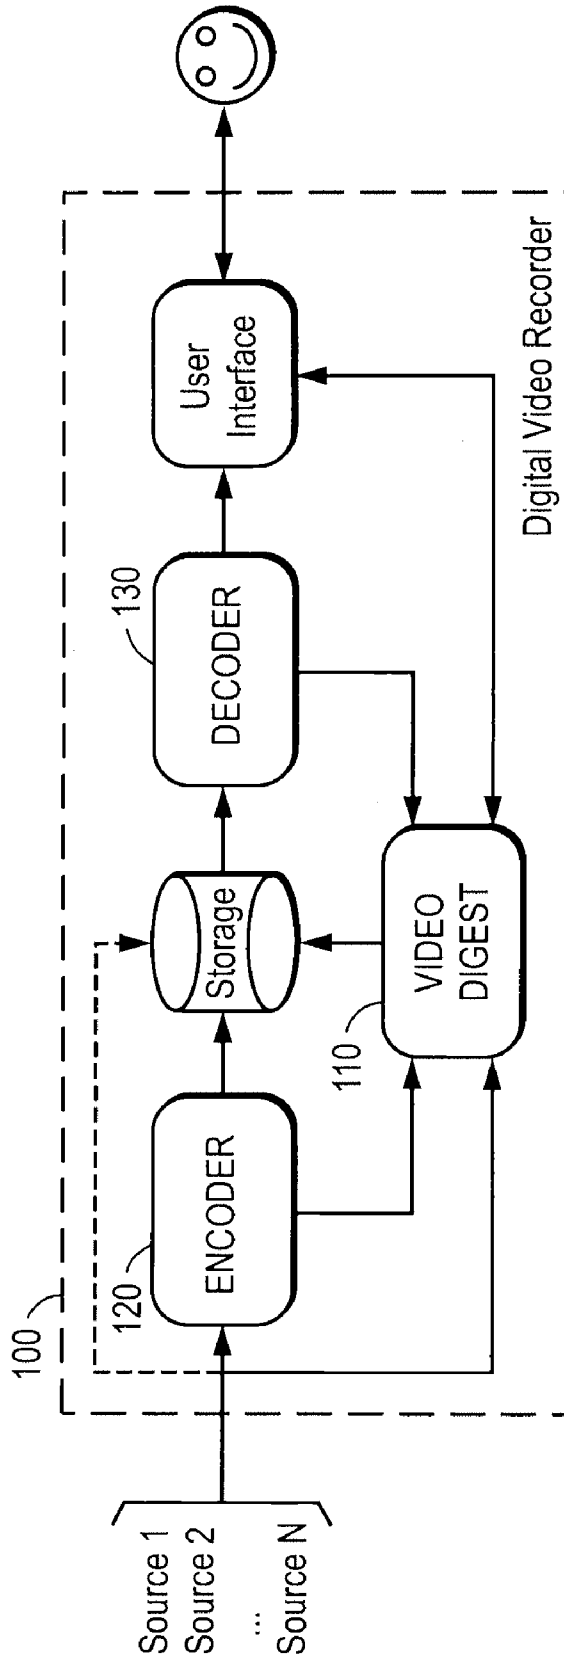 100
Source 1
Source 2
...
Source N
120
ENCODER
Storage
130
DECODER
User
Interface
110
VIDEO
DIGEST
Digital Video Recorder